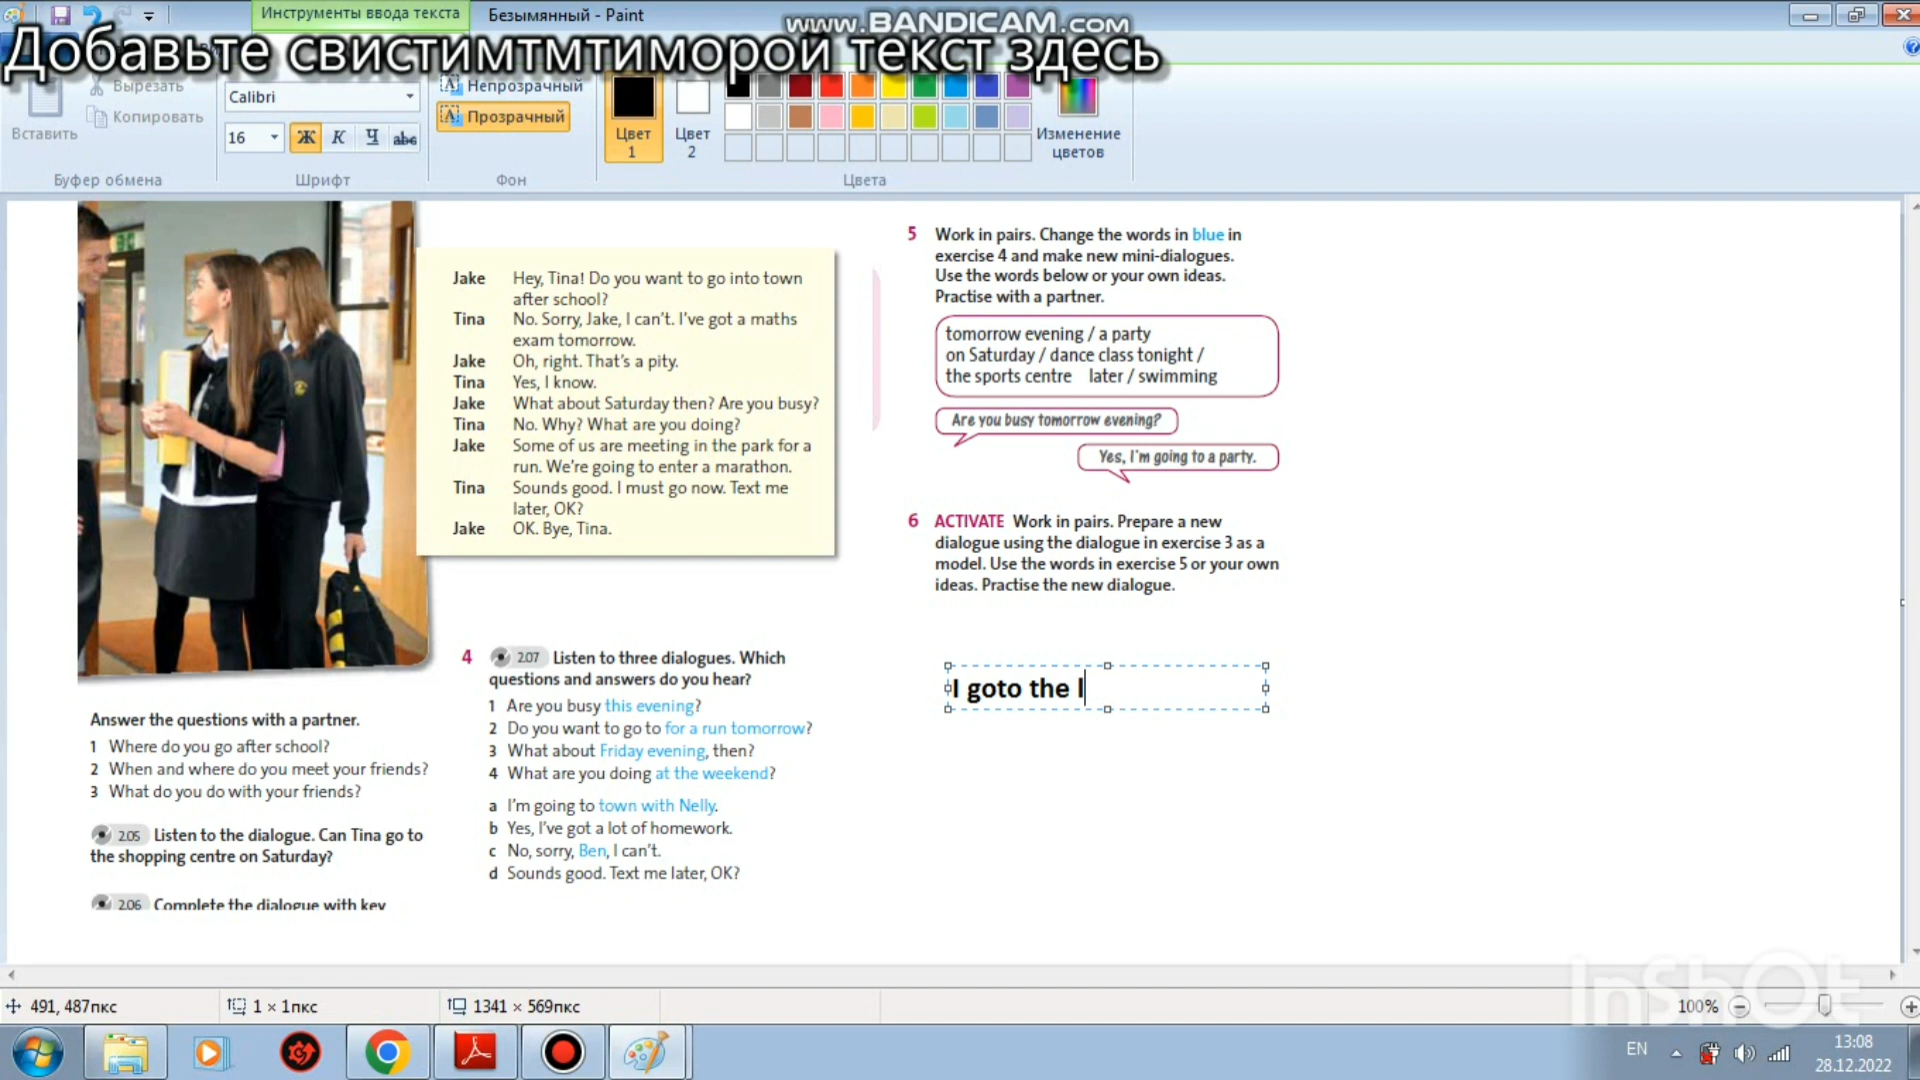 Инструменты ввода текста
Безымянный - Paint
www.BANDICAM.com
Добавьте свистимтмтиморой текст здесь
Вставить
Вырезать
Копировать
Буфер обмена
Calibri
16
Ж К Ч abc
Шрифт
Непрозрачный
Прозрачный
Фон
Цвет 1
Цвет 2
Изменение цветов
Цвета
Jake Hey, Tina! Do you want to go into town
after school?
Tina No. Sorry, Jake, I can't. I've got a maths
exam tomorrow.
Jake Oh, right. That's a pity.
Tina Yes, I know.
Jake What about Saturday then? Are you busy?
Tina No. Why? What are you doing?
Jake Some of us are meeting in the park for a
run. We're going to enter a marathon.
Tina Sounds good. I must go now. Text me
later, OK?
Jake OK. Bye, Tina.
Answer the questions with a partner.
1 Where do you go after school?
2 When and where do you meet your friends?
3 What do you do with your friends?
2.05 Listen to the dialogue. Can Tina go to
the shopping centre on Saturday?
2.06 Complete the dialogue with key
4 2.07 Listen to three dialogues. Which
questions and answers do you hear?
1 Are you busy this evening?
2 Do you want to go to for a run tomorrow?
3 What about Friday evening, then?
4 What are you doing at the weekend?
a I'm going to town with Nelly.
b Yes, I've got a lot of homework.
c No, sorry, Ben, I can't.
d Sounds good. Text me later, OK?
5 Work in pairs. Change the words in blue in
exercise 4 and make new mini-dialogues.
Use the words below or your own ideas.
Practise with a partner.
tomorrow evening / a party
on Saturday / dance class tonight /
the sports centre later / swimming
Are you busy tomorrow evening?
Yes, I'm going to a party.
6 ACTIVATE Work in pairs. Prepare a new
dialogue using the dialogue in exercise 3 as a
model. Use the words in exercise 5 or your own
ideas. Practise the new dialogue.
I goto the l
InShOt
491, 487пкс
1 × 1пкс
1341 × 569пкс
100%
EN
13:08
28.12.2022